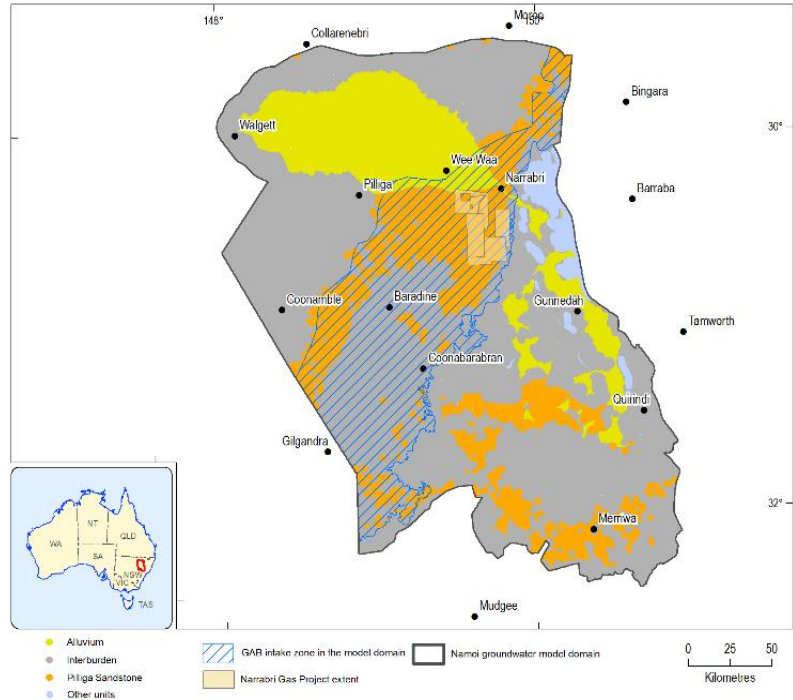 148°
150°
Moree
Collarenebri
Bingara
30°
Walgett
Wee Waa
Narrabri
Barraba
Pilliga
Coonamble
Baradine
Gunnedah
Tamworth
Coonabarabran
Quirindi
Gilgandra
32°
Merriwa
NT
QLD
WA
SA
NSW
VIC
TAS
Mudgee
Alluvium
Interburden
Pilliga Sandstone
Other units
GAB intake zone in the model domain
Narrabri Gas Project extent
Namoi groundwater model domain
0 25 50
Kilometres